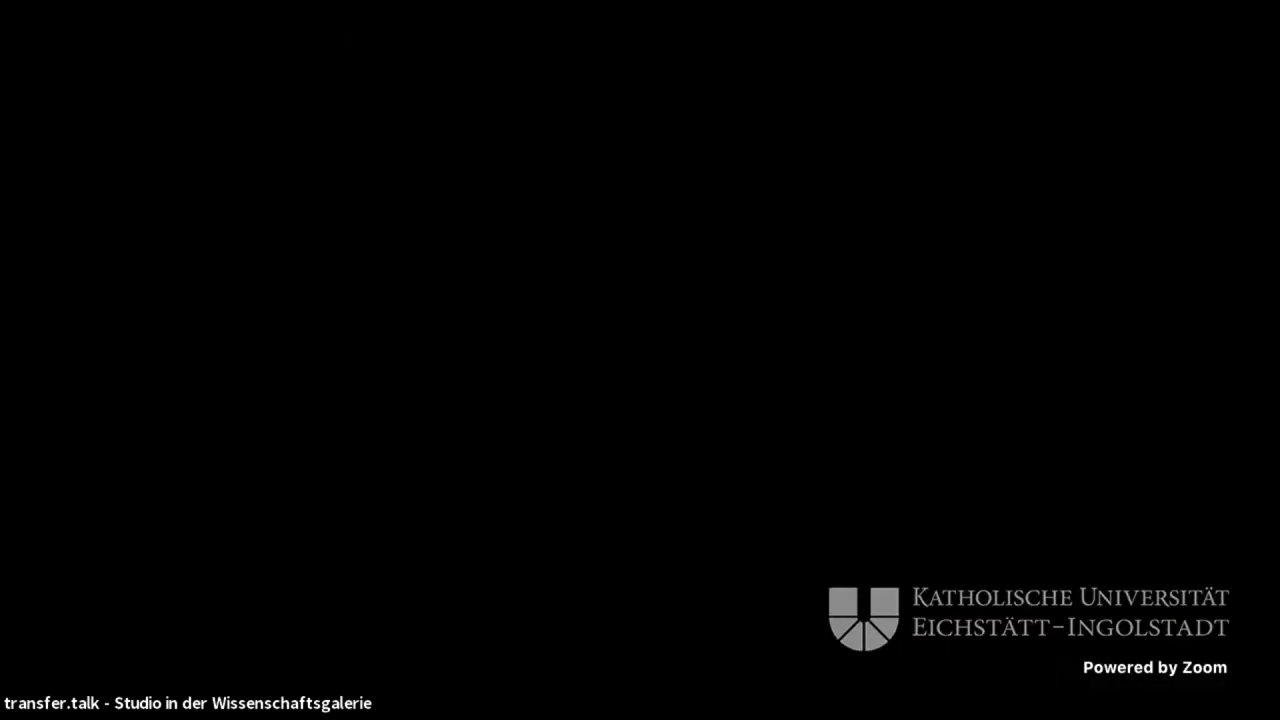 KATHOLISCHE UNIVERSITÄT
EICHSTÄTT-INGOLSTADT
Powered by Zoom
transfer.talk - Studio in der Wissenschaftsgalerie